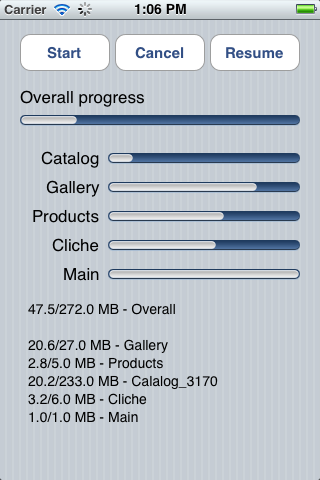 Carrier 1:06 PM
Start Cancel Resume
Overall progress
Catalog
Gallery
Products
Cliche
Main
47.5/272.0 MB - Overall
20.6/27.0 MB - Gallery
2.8/5.0 MB - Products
20.2/233.0 MB - Calalog_3170
3.2/6.0 MB - Cliche
1.0/1.0 MB - Main